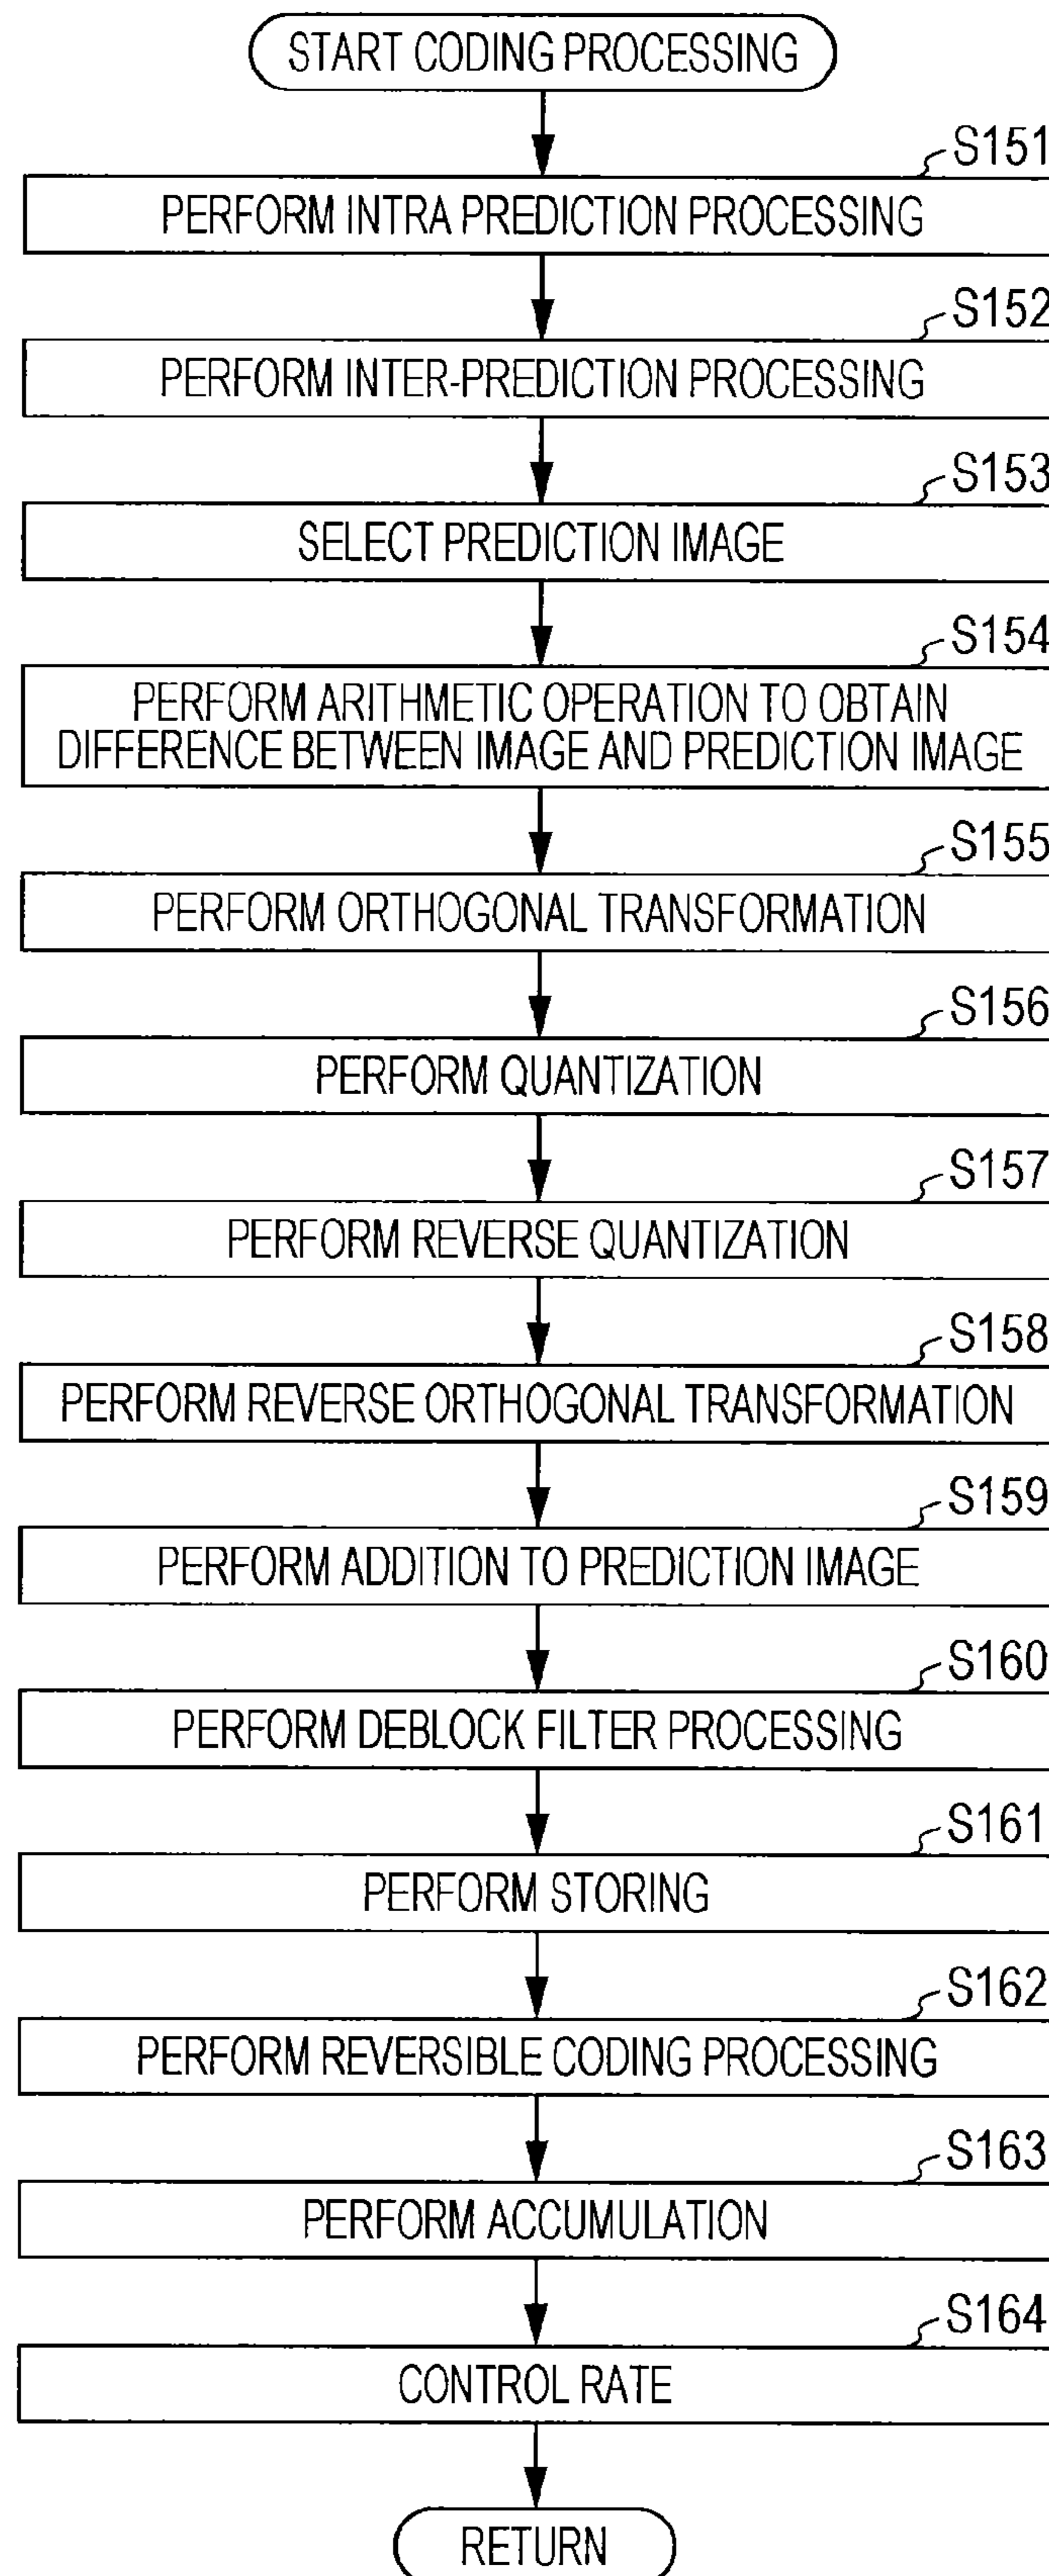 START CODING PROCESSING
S151
PERFORM INTRA PREDICTION PROCESSING
S152
PERFORM INTER-PREDICTION PROCESSING
S153
SELECT PREDICTION IMAGE
S154
PERFORM ARITHMETIC OPERATION TO OBTAIN
DIFFERENCE BETWEEN IMAGE AND PREDICTION IMAGE
S155
PERFORM ORTHOGONAL TRANSFORMATION
S156
PERFORM QUANTIZATION
S157
PERFORM REVERSE QUANTIZATION
S158
PERFORM REVERSE ORTHOGONAL TRANSFORMATION
S159
PERFORM ADDITION TO PREDICTION IMAGE
S160
PERFORM DEBLOCK FILTER PROCESSING
S161
PERFORM STORING
S162
PERFORM REVERSIBLE CODING PROCESSING
S163
PERFORM ACCUMULATION
S164
CONTROL RATE
RETURN